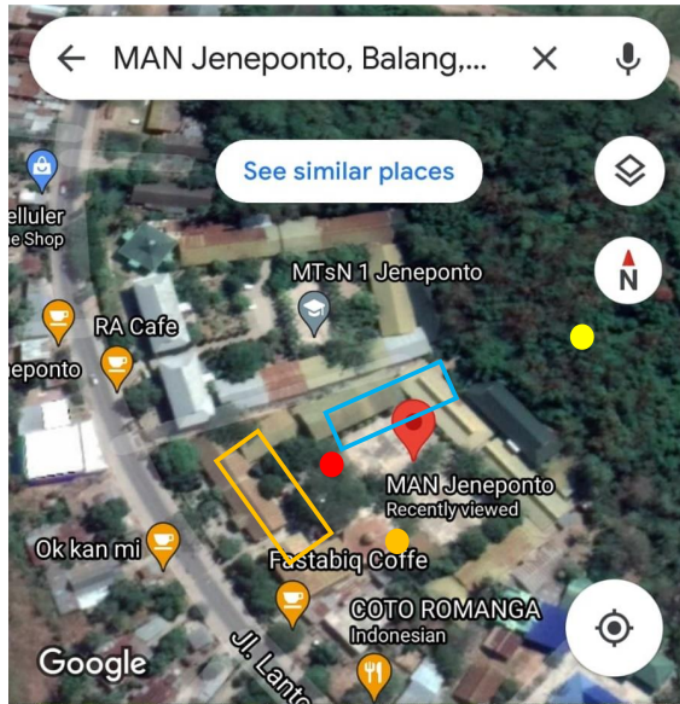 MAN Jeneponto, Balang,...
See similar places
elluler
e Shop
MTsN 1 Jeneponto
N
RA Cafe
eponto
MAN Jeneponto
Recently viewed
Ok kan mi
Fastabiq Coffe
COTO ROMANGA
Indonesian
Jl. Lanto
Google